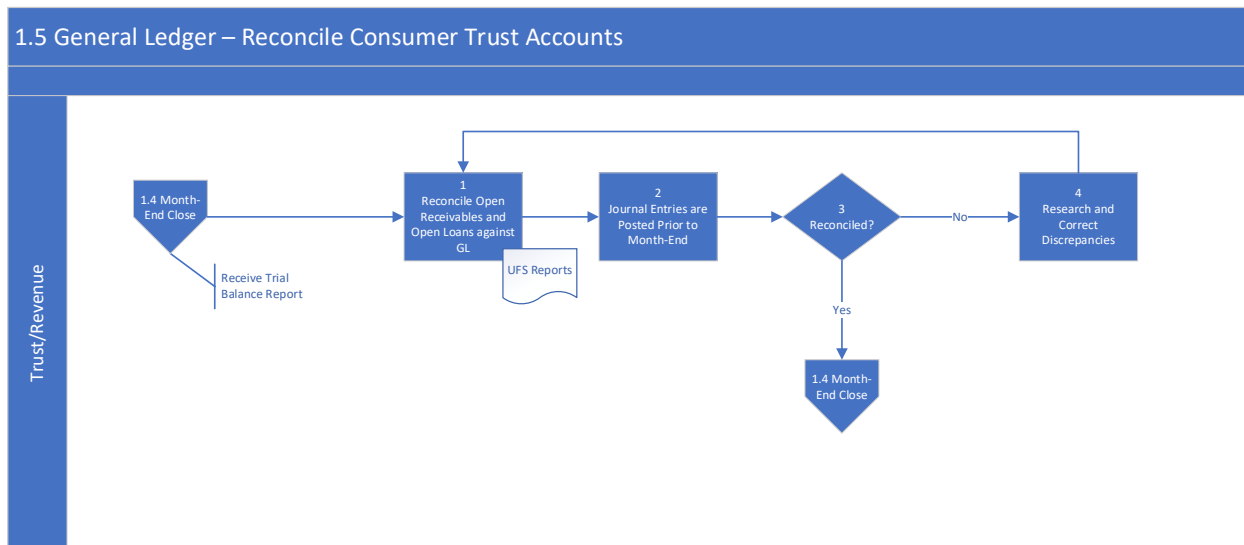 1.5 General Ledger – Reconcile Consumer Trust Accounts
Trust/Revenue
1.4 Month-
End Close
Receive Trial
Balance Report
1
Reconcile Open
Receivables and
Open Loans against
GL
UFS Reports
2
Journal Entries are
Posted Prior to
Month-End
3
Reconciled?
No
4
Research and
Correct
Discrepancies
Yes
1.4 Month-
End Close